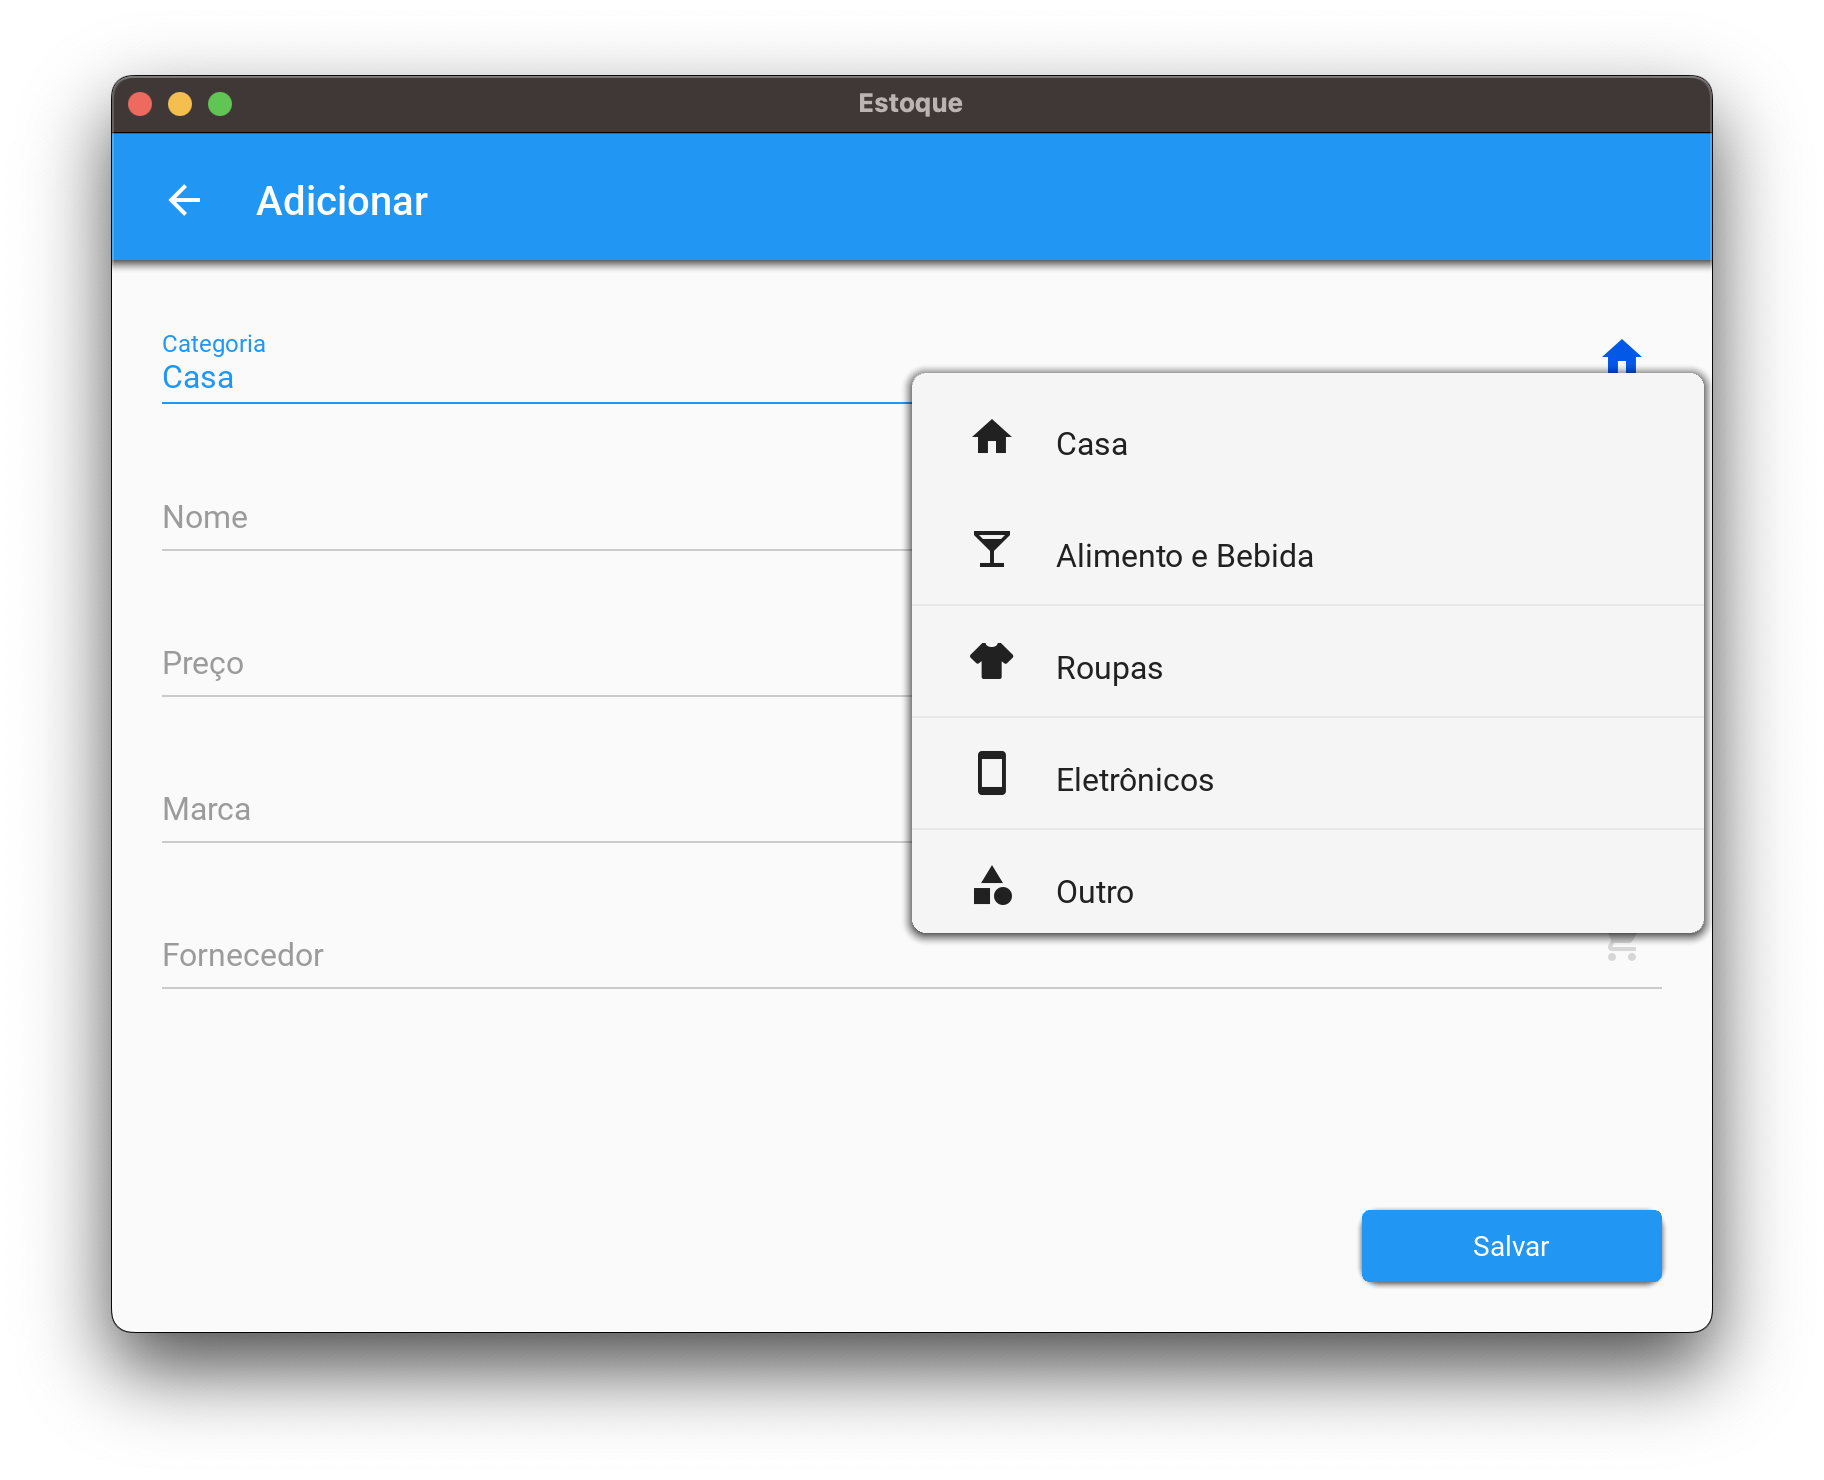 Estoque
Adicionar
Categoria
Casa
Nome
Preço
Marca
Fornecedor
Casa
Alimento e Bebida
Roupas
Eletrônicos
Outro
Salvar